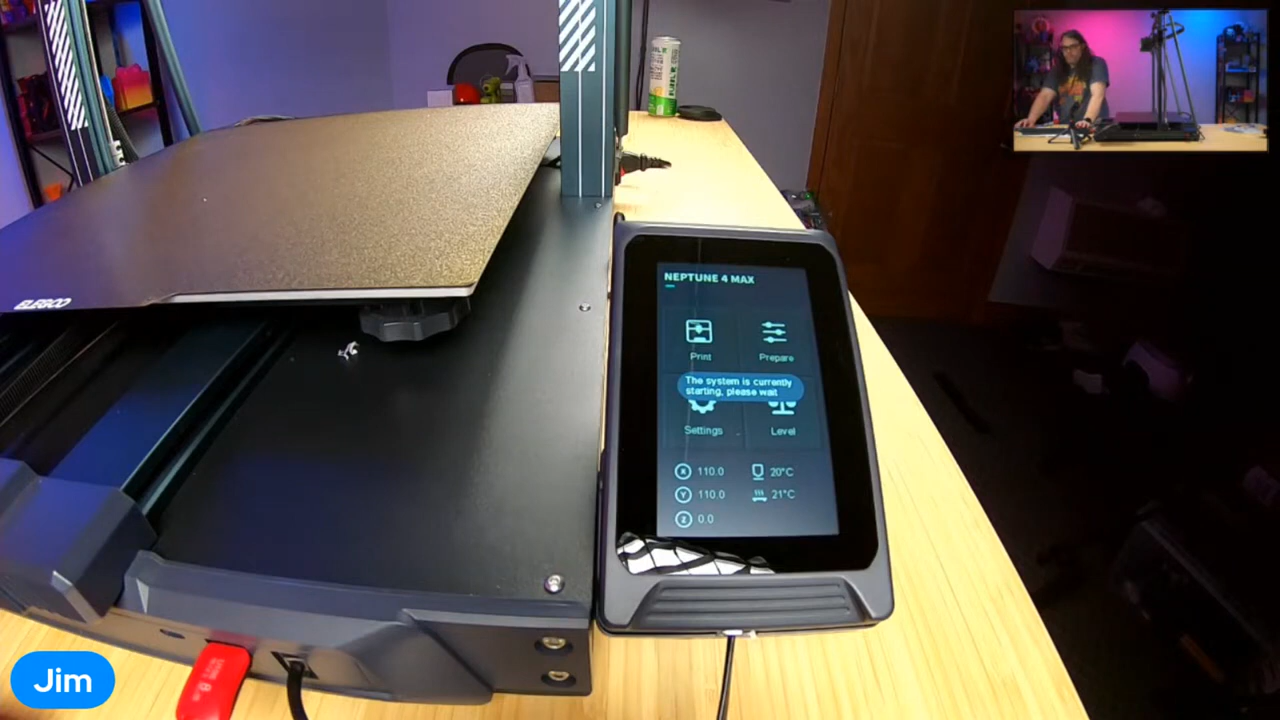 NEPTUNE 4 MAX
Print
Prepare
The system is currently
starting, please wait
Settings
Level
X 110.0
20°C
Y 110.0
21°C
Z 0.0
ELEGOO
Jim